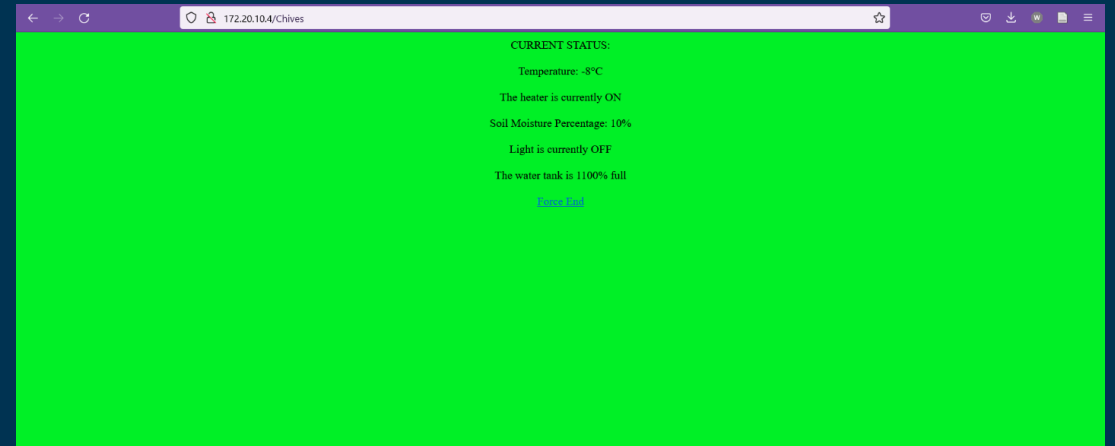 172.20.10.4/Chives
CURRENT STATUS:
Temperature: -8°C
The heater is currently ON
Soil Moisture Percentage: 10%
Light is currently OFF
The water tank is 1100% full
Force End